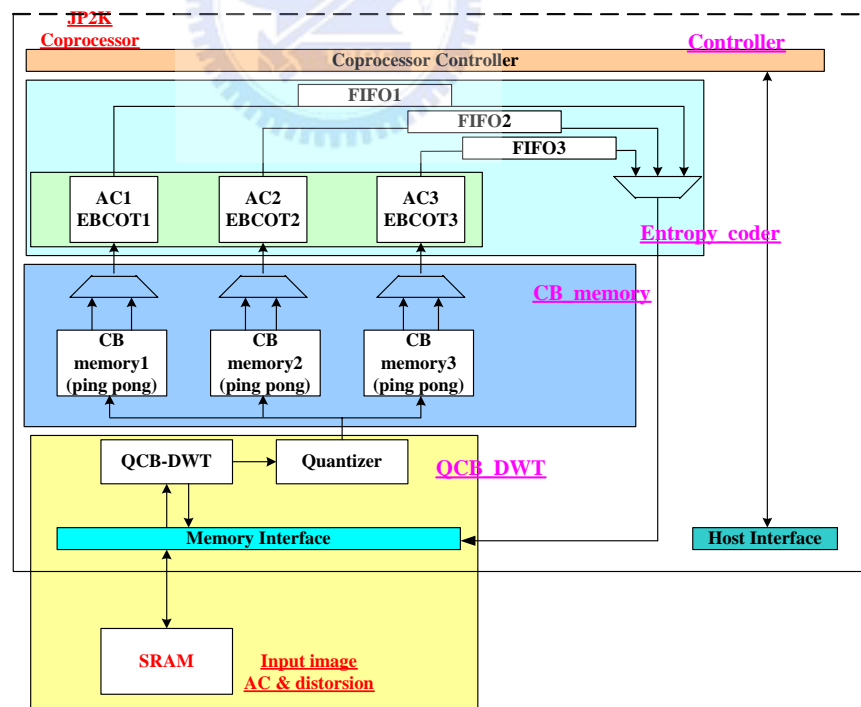 JP2K
Coprocessor
Controller
Coprocessor Controller
FIFO1
FIFO2
FIFO3
AC1
EBCOT1
AC2
EBCOT2
AC3
EBCOT3
Entropy_coder
CB_memory
CB
memory1
(ping pong)
CB
memory2
(ping pong)
CB
memory3
(ping pong)
QCB-DWT
Quantizer
QCB_DWT
Memory Interface
Host Interface
SRAM
Input image
AC & distorsion